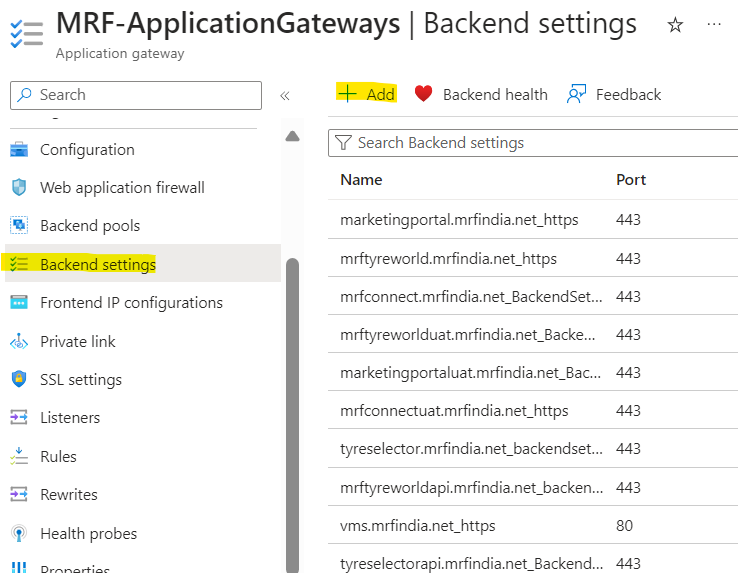 MRF-ApplicationGateways | Backend settings
Application gateway
Search
Configuration
Web application firewall
Backend pools
Backend settings
Frontend IP configurations
Private link
SSL settings
Listeners
Rules
Rewrites
Health probes
Properties
Add
Backend health
Feedback
Search Backend settings
Name Port
marketingportal.mrfindia.net_https 443
mrftyreworld.mrfindia.net_https 443
mrfconnect.mrfindia.net_BackendSet... 443
mrftyreworlduat.mrfindia.net_Backe... 443
marketingportaluat.mrfindia.net_Bac... 443
mrfconnectuat.mrfindia.net_https 443
tyreselector.mrfindia.net_backendset... 443
mrftyreworldapi.mrfindia.net_backen... 443
vms.mrfindia.net_https 80
tyreselectorapi.mrfindia.net_Backend... 443